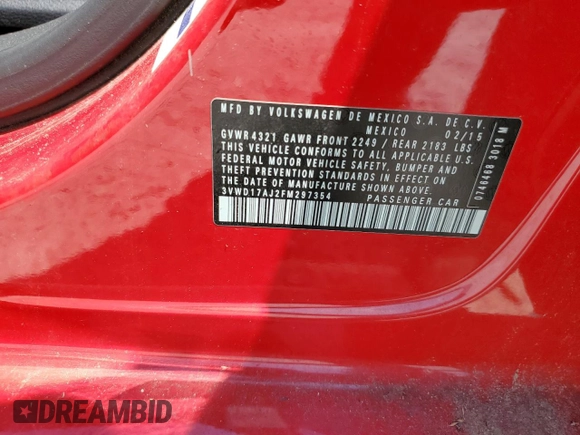 MFD BY VOLKSWAGEN DE MEXICO S.A. DE C.V.
MEXICO 02/15
GVWR 4321 GAWR FRONT 2249 / REAR 2183 LBS
THIS VEHICLE CONFORMS TO ALL APPLICABLE U.S.
FEDERAL MOTOR VEHICLE SAFETY, BUMPER AND
THEFT PREVENTION STANDARDS IN EFFECT ON
THE DATE OF MANUFACTURE SHOWN ABOVE.
3VWD17AJ2FM297354
PASSENGER CAR
0746469 3018 M
DREAMBID